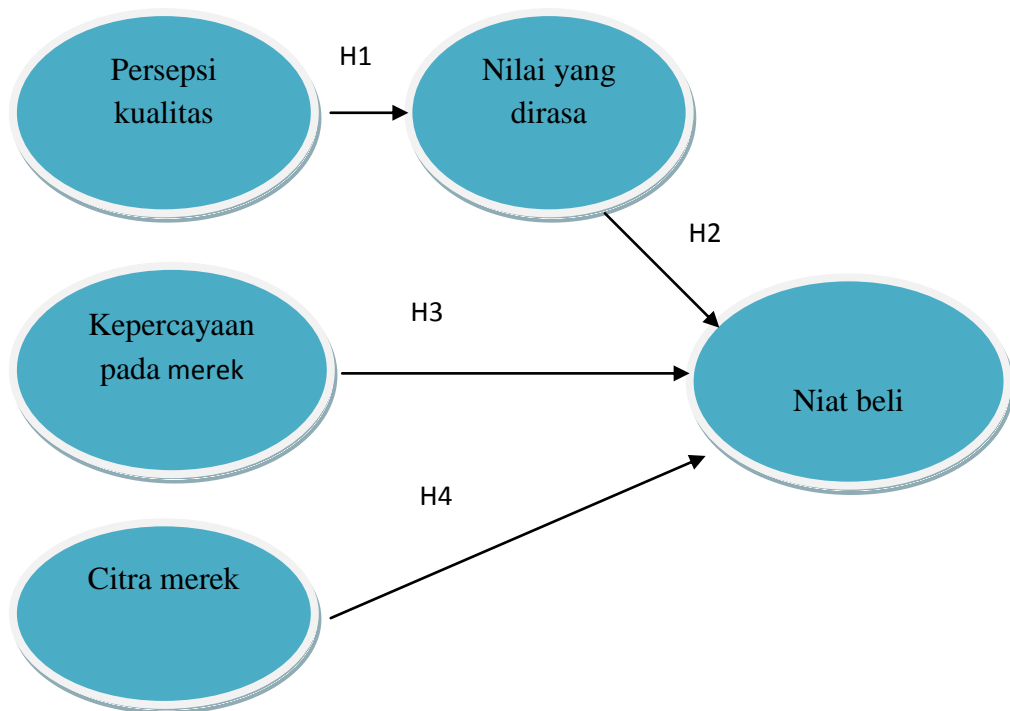 Persepsi
kualitas
H1
Nilai yang
dirasa
H2
Kepercayaan
pada merek
H3
Niat beli
Citra merek
H4